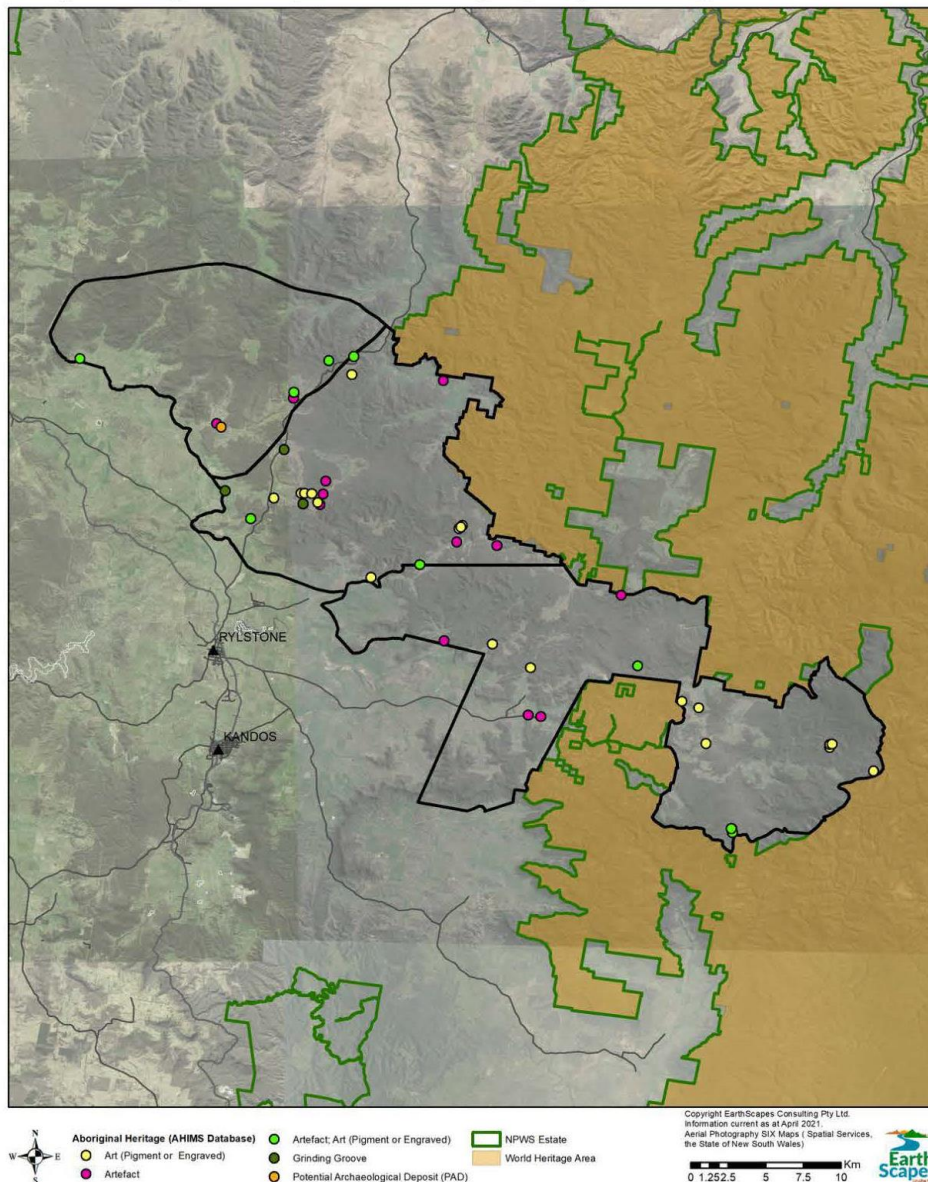 RYLSTONE
KANDOS
N
W
E
S
Aboriginal Heritage (AHIMS Database)
Art (Pigment or Engraved)
Artefact
Artefact; Art (Pigment or Engraved)
Grinding Groove
Potential Archaeological Deposit (PAD)
NPWS Estate
World Heritage Area
Copyright EarthScapes Consulting Pty Ltd.
Information current as at April 2021.
Aerial Photography SIX Maps ( Spatial Services,
the State of New South Wales)
Km
0 1.252.5 5 7.5 10
Earth
Scape